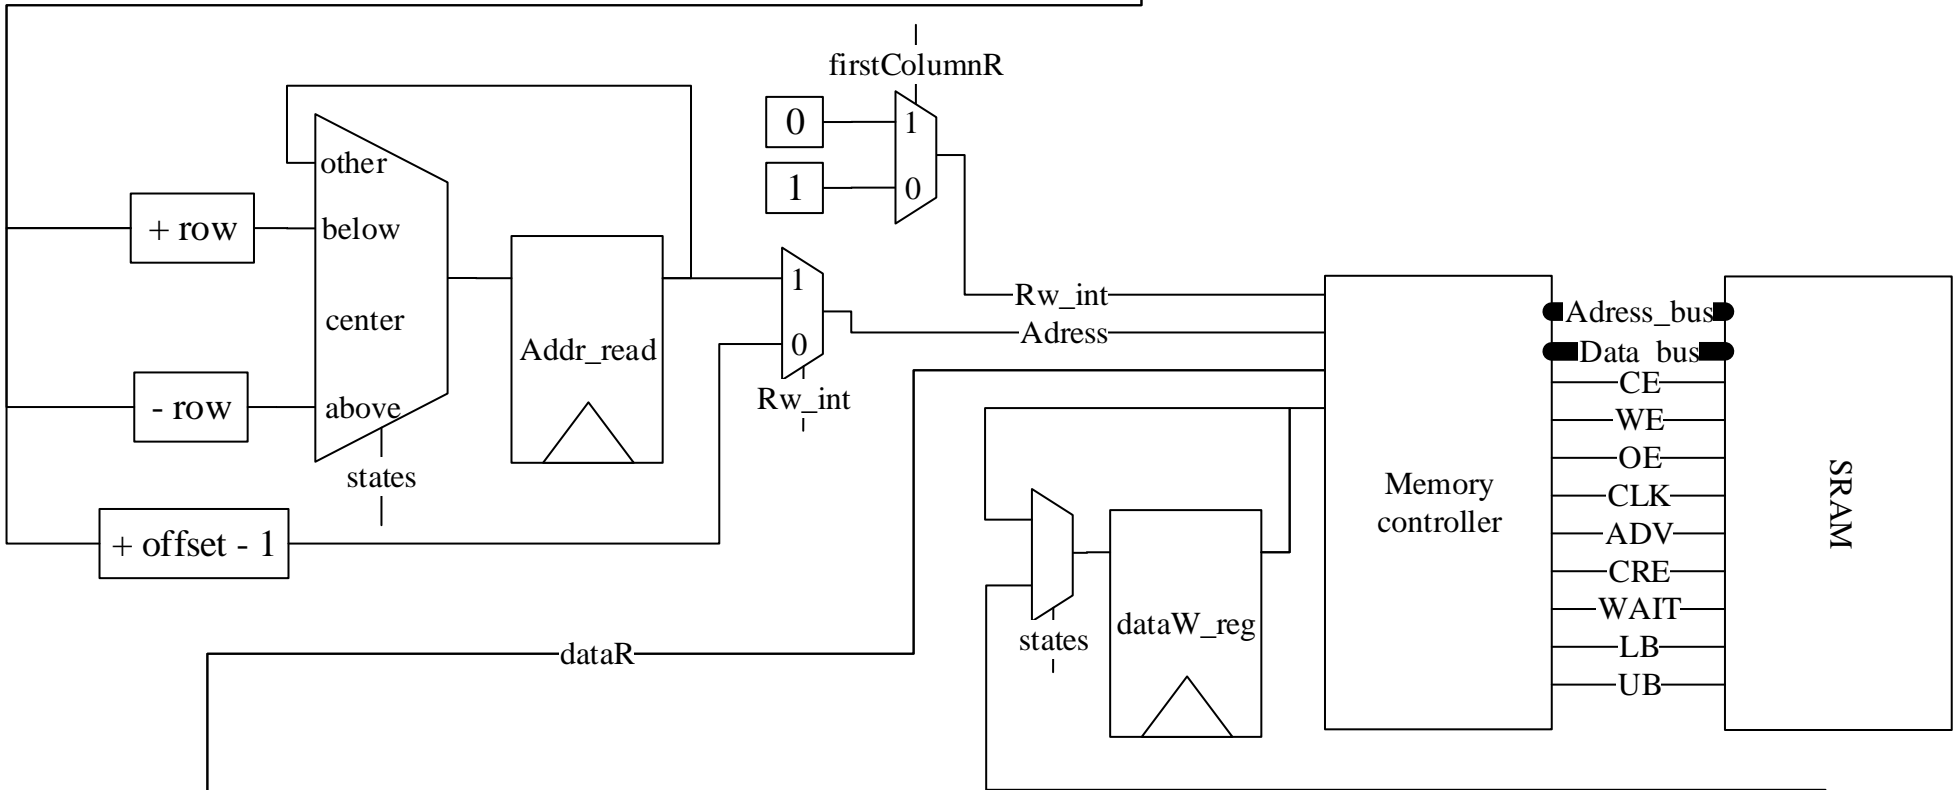 firstColumnR
0
1
1
0
other
+ row
below
center
Addr_read
- row
above
states
1
0
Rw_int
+ offset - 1
Rw_int
Adress
dataR
states
dataW_reg
Memory
controller
Adress_bus
Data_bus
CE
WE
OE
CLK
ADV
CRE
WAIT
LB
UB
SRAM